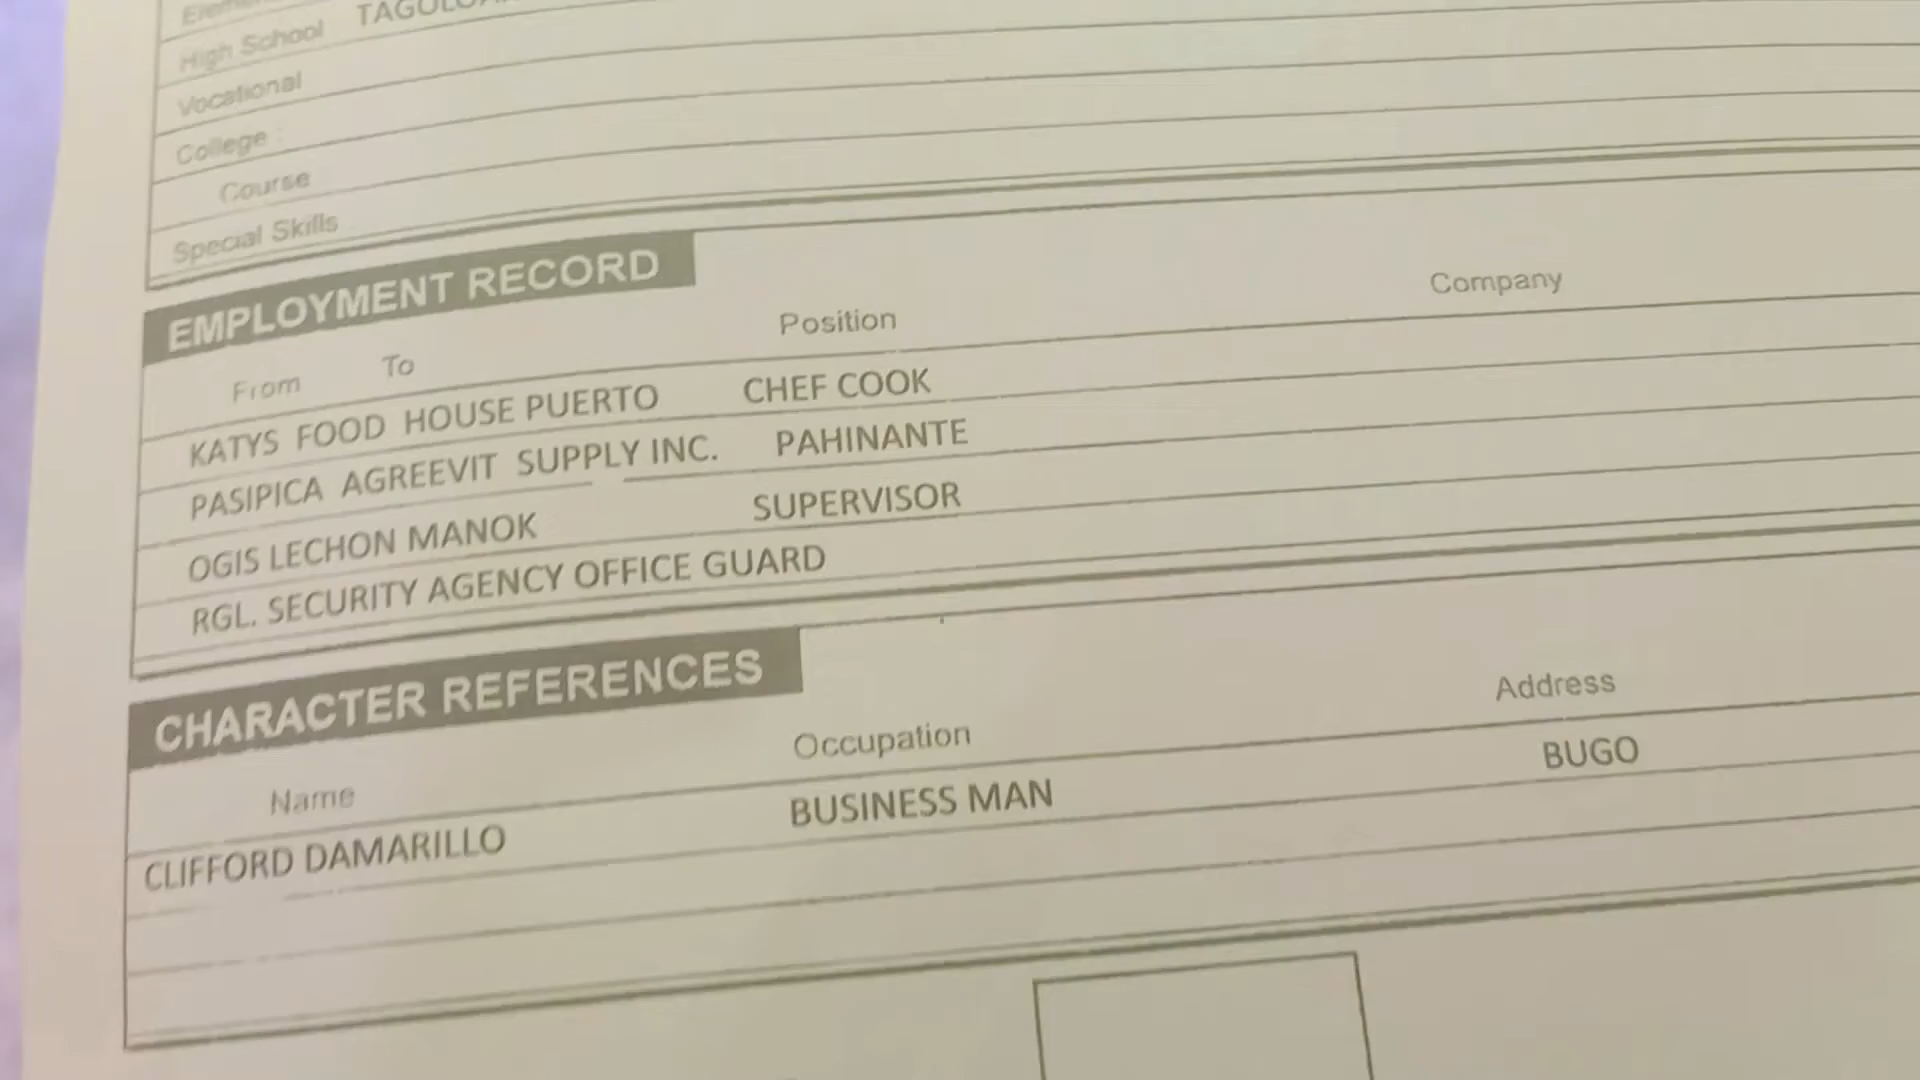 High School
Vocational
College :
Course
Special Skills
EMPLOYMENT RECORD
From To Position Company
KATYS FOOD HOUSE PUERTO CHEF COOK
PASIPICA AGREEVIT SUPPLY INC. PAHINANTE
OGIS LECHON MANOK SUPERVISOR
RGL. SECURITY AGENCY OFFICE GUARD
CHARACTER REFERENCES
Name Occupation Address
CLIFFORD DAMARILLO BUSINESS MAN BUGO